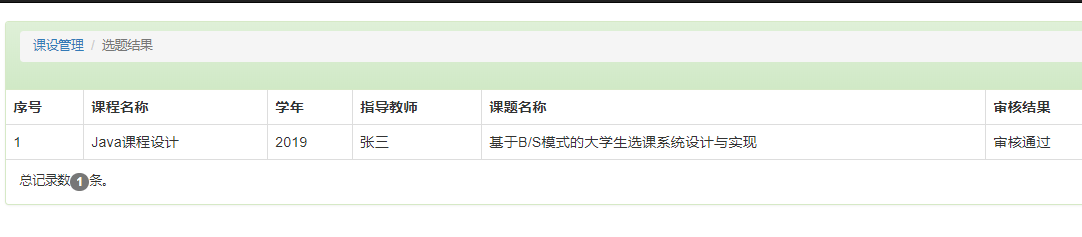 课设管理 / 选题结果
序号 课程名称 学年 指导教师 课题名称 审核结果
1 Java课程设计 2019 张三 基于B/S模式的大学生选课系统设计与实现 审核通过
总记录数1条。